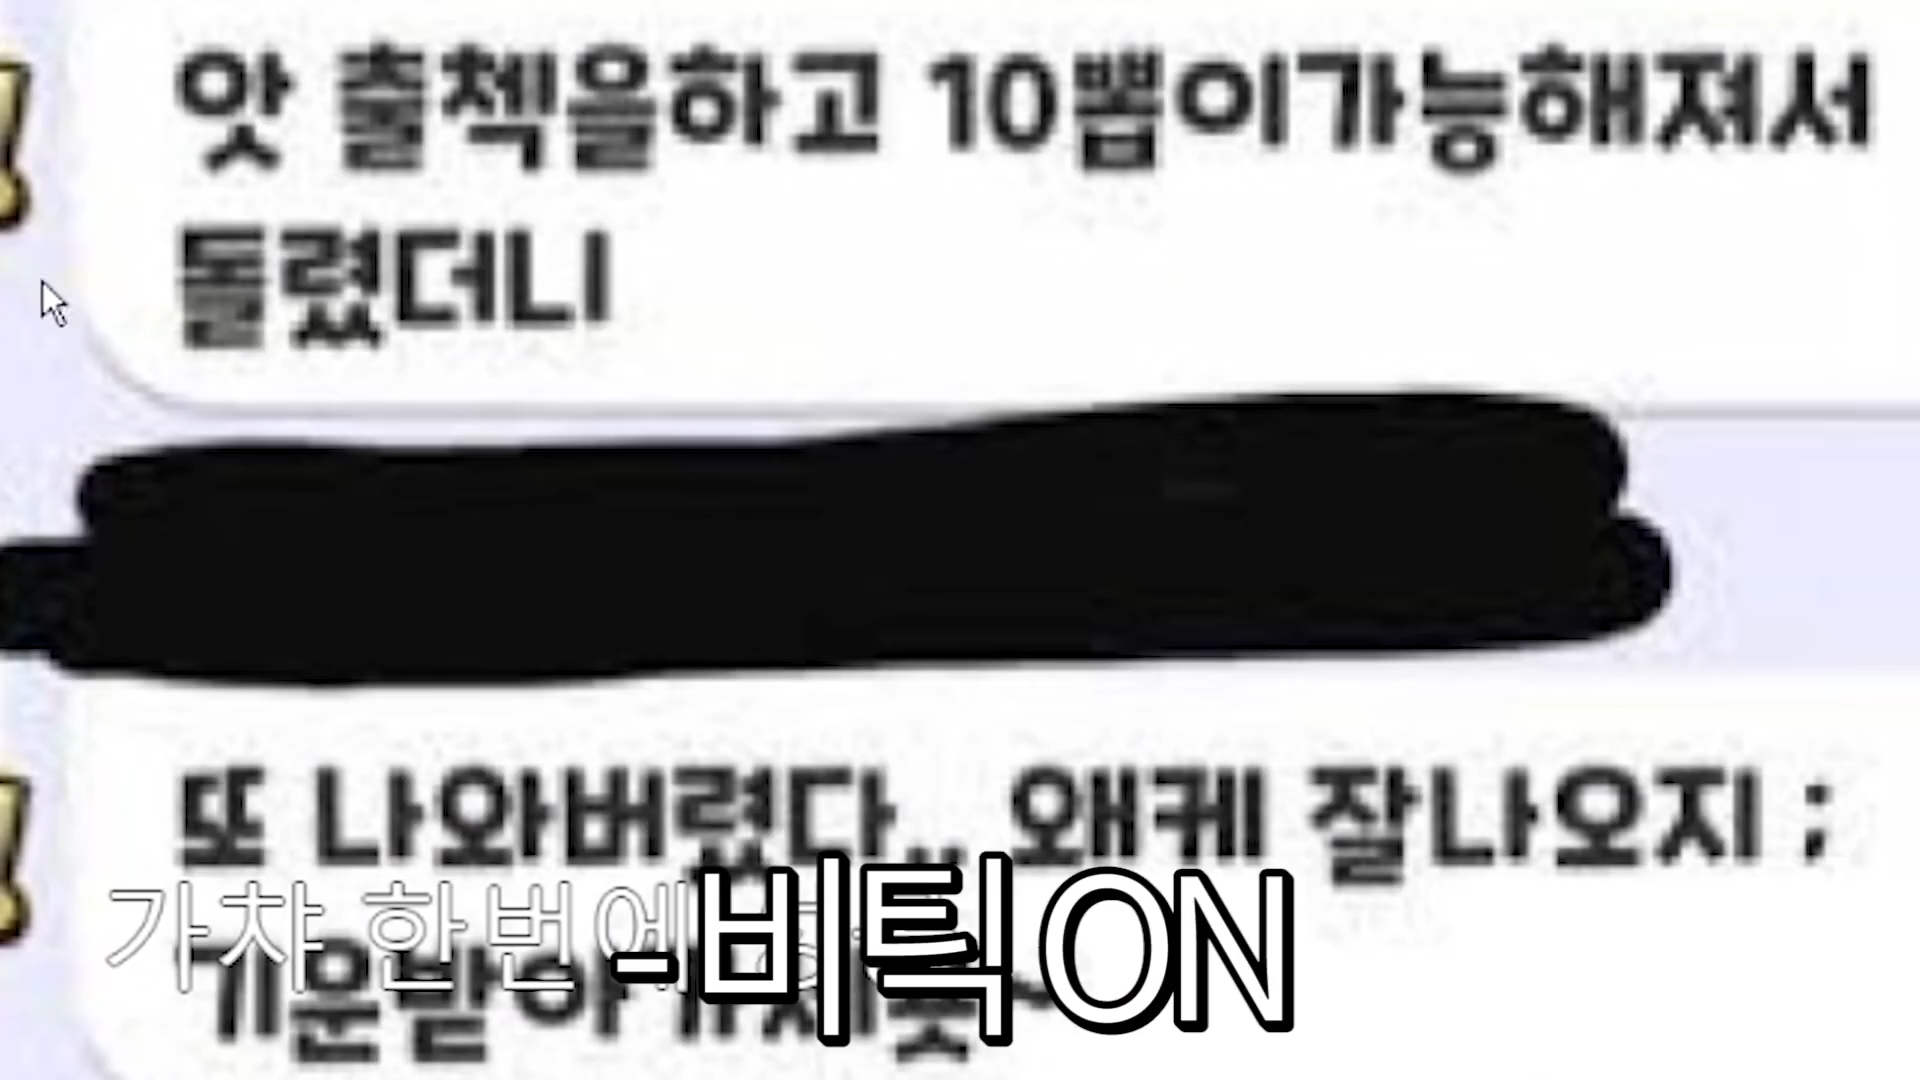 앗 출첵을하고 10뽑이가능해져서
돌렸더니
또 나와버렸다.. 왜케 잘나오지 ;
가챠 한번에
-비틱 ON